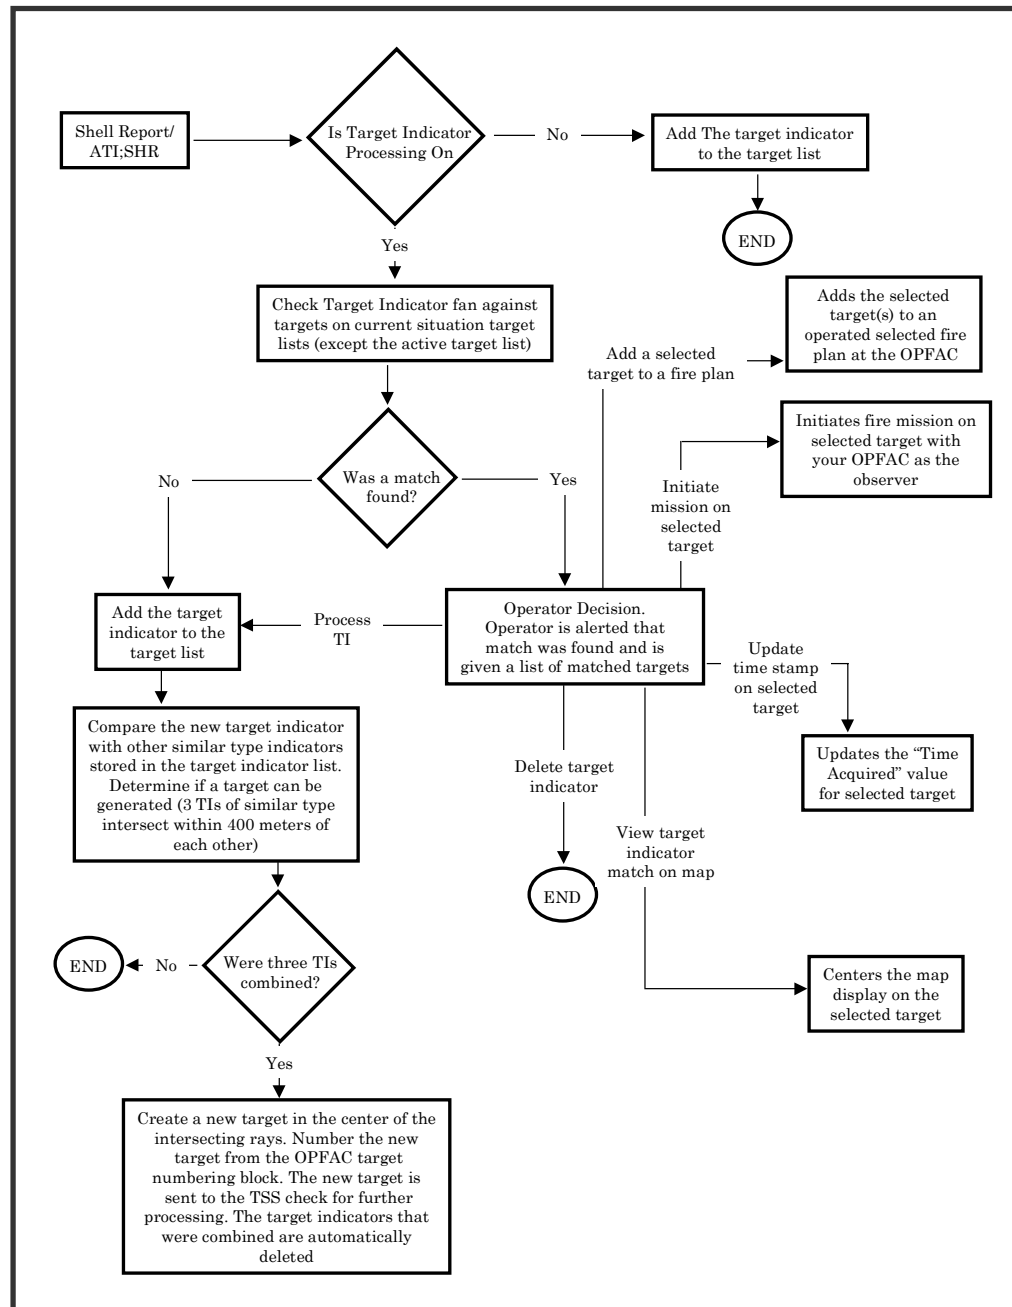 Shell Report/
ATI;SHR
Is Target Indicator
Processing On
No
Add The target indicator
to the target list
END
Yes
Check Target Indicator fan against
targets on current situation target
lists (except the active target list)
Adds the selected
target(s) to an
operated selected fire
plan at the OPFAC
Add a selected
target to a fire plan
Initiates fire mission on
selected target with
your OPFAC as the
observer
Was a match
found?
No
Yes
Initiate
mission on
selected
target
Add the target
indicator to the
target list
Process
TI
Operator Decision.
Operator is alerted that
match was found and is
given a list of matched targets
Update
time stamp
on selected
target
Compare the new target indicator
with other similar type indicators
stored in the target indicator list.
Determine if a target can be
generated (3 TIs of similar type
intersect within 400 meters of
each other)
Delete target
indicator
Updates the “Time
Acquired” value
for selected target
View target
indicator
match on map
END
END
No
Were three TIs
combined?
Centers the map
display on the
selected target
Yes
Create a new target in the center of the
intersecting rays. Number the new
target from the OPFAC target
numbering block. The new target is
sent to the TSS check for further
processing. The target indicators that
were combined are automatically
deleted